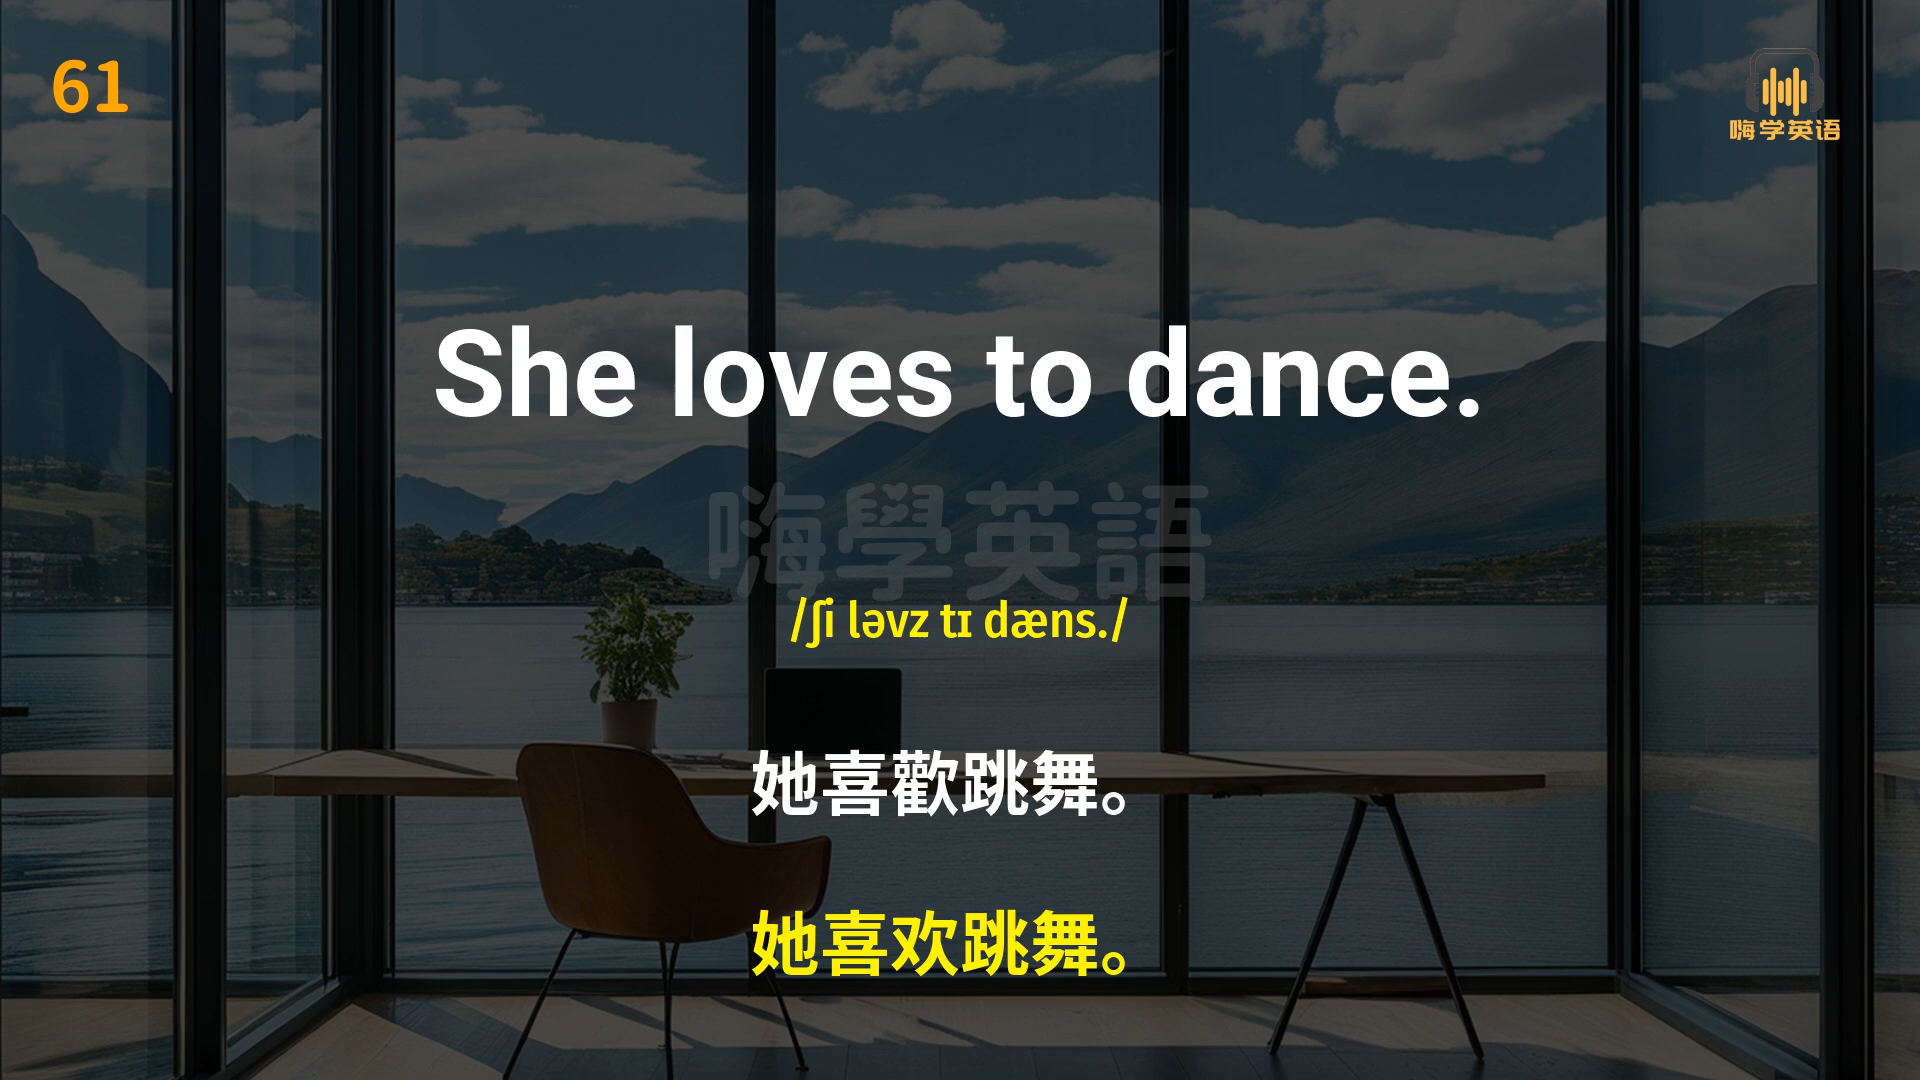 61
嗨学英语
She loves to dance.
嗨學英語
/ʃi ləvz tɪ dæns./
她喜歡跳舞。
她喜欢跳舞。